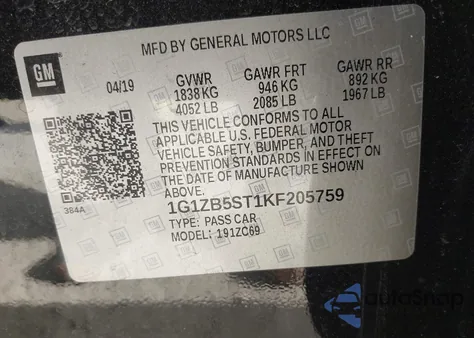 MFD BY GENERAL MOTORS LLC
GM
04/19
GVWR GAWR FRT GAWR RR
1838 KG 946 KG 892 KG
4052 LB 2085 LB 1967 LB
THIS VEHICLE CONFORMS TO ALL
APPLICABLE U.S. FEDERAL MOTOR
VEHICLE SAFETY, BUMPER, AND THEFT
PREVENTION STANDARDS IN EFFECT ON
THE DATE OF MANUFACTURE SHOWN
ABOVE.
384A
1G1ZB5ST1KF205759
TYPE: PASS CAR
MODEL: 191ZC69
autoSnap